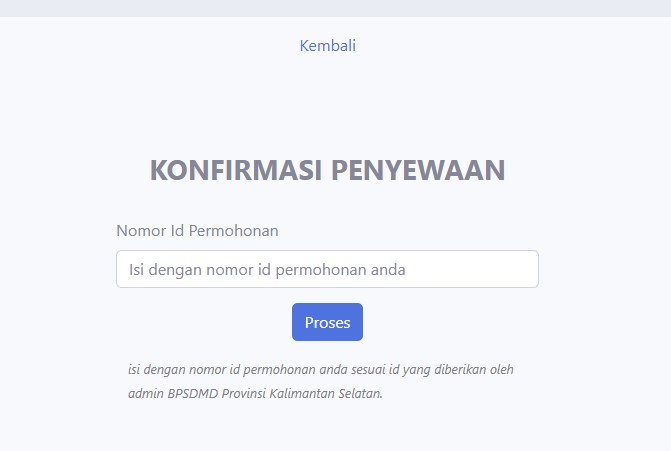 Kembali
KONFIRMASI PENYEWAAN
Nomor Id Permohonan
Isi dengan nomor id permohonan anda
Proses
isi dengan nomor id permohonan anda sesuai id yang diberikan oleh
admin BPSDMD Provinsi Kalimantan Selatan.